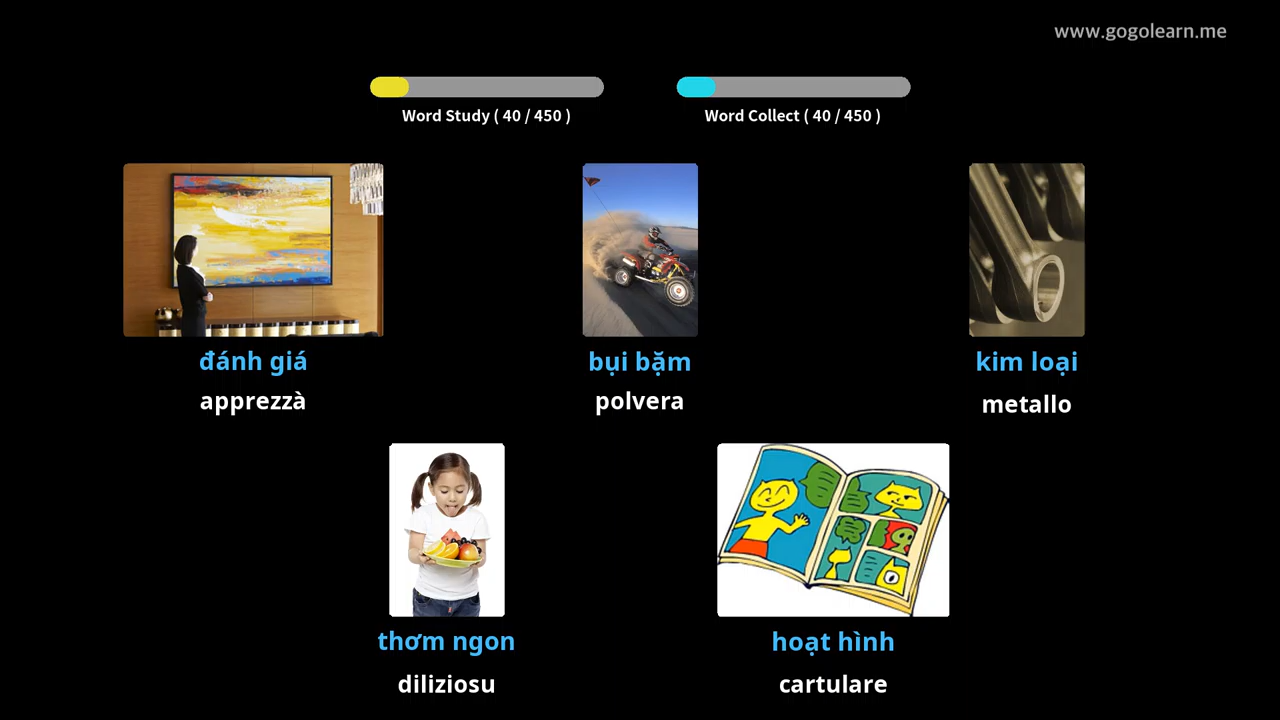 www.gogolearn.me
Word Study ( 40 / 450 )
Word Collect ( 40 / 450 )
đánh giá
apprezzà
bụi bặm
polvera
kim loại
metallo
thơm ngon
diliziosu
hoạt hình
cartulare